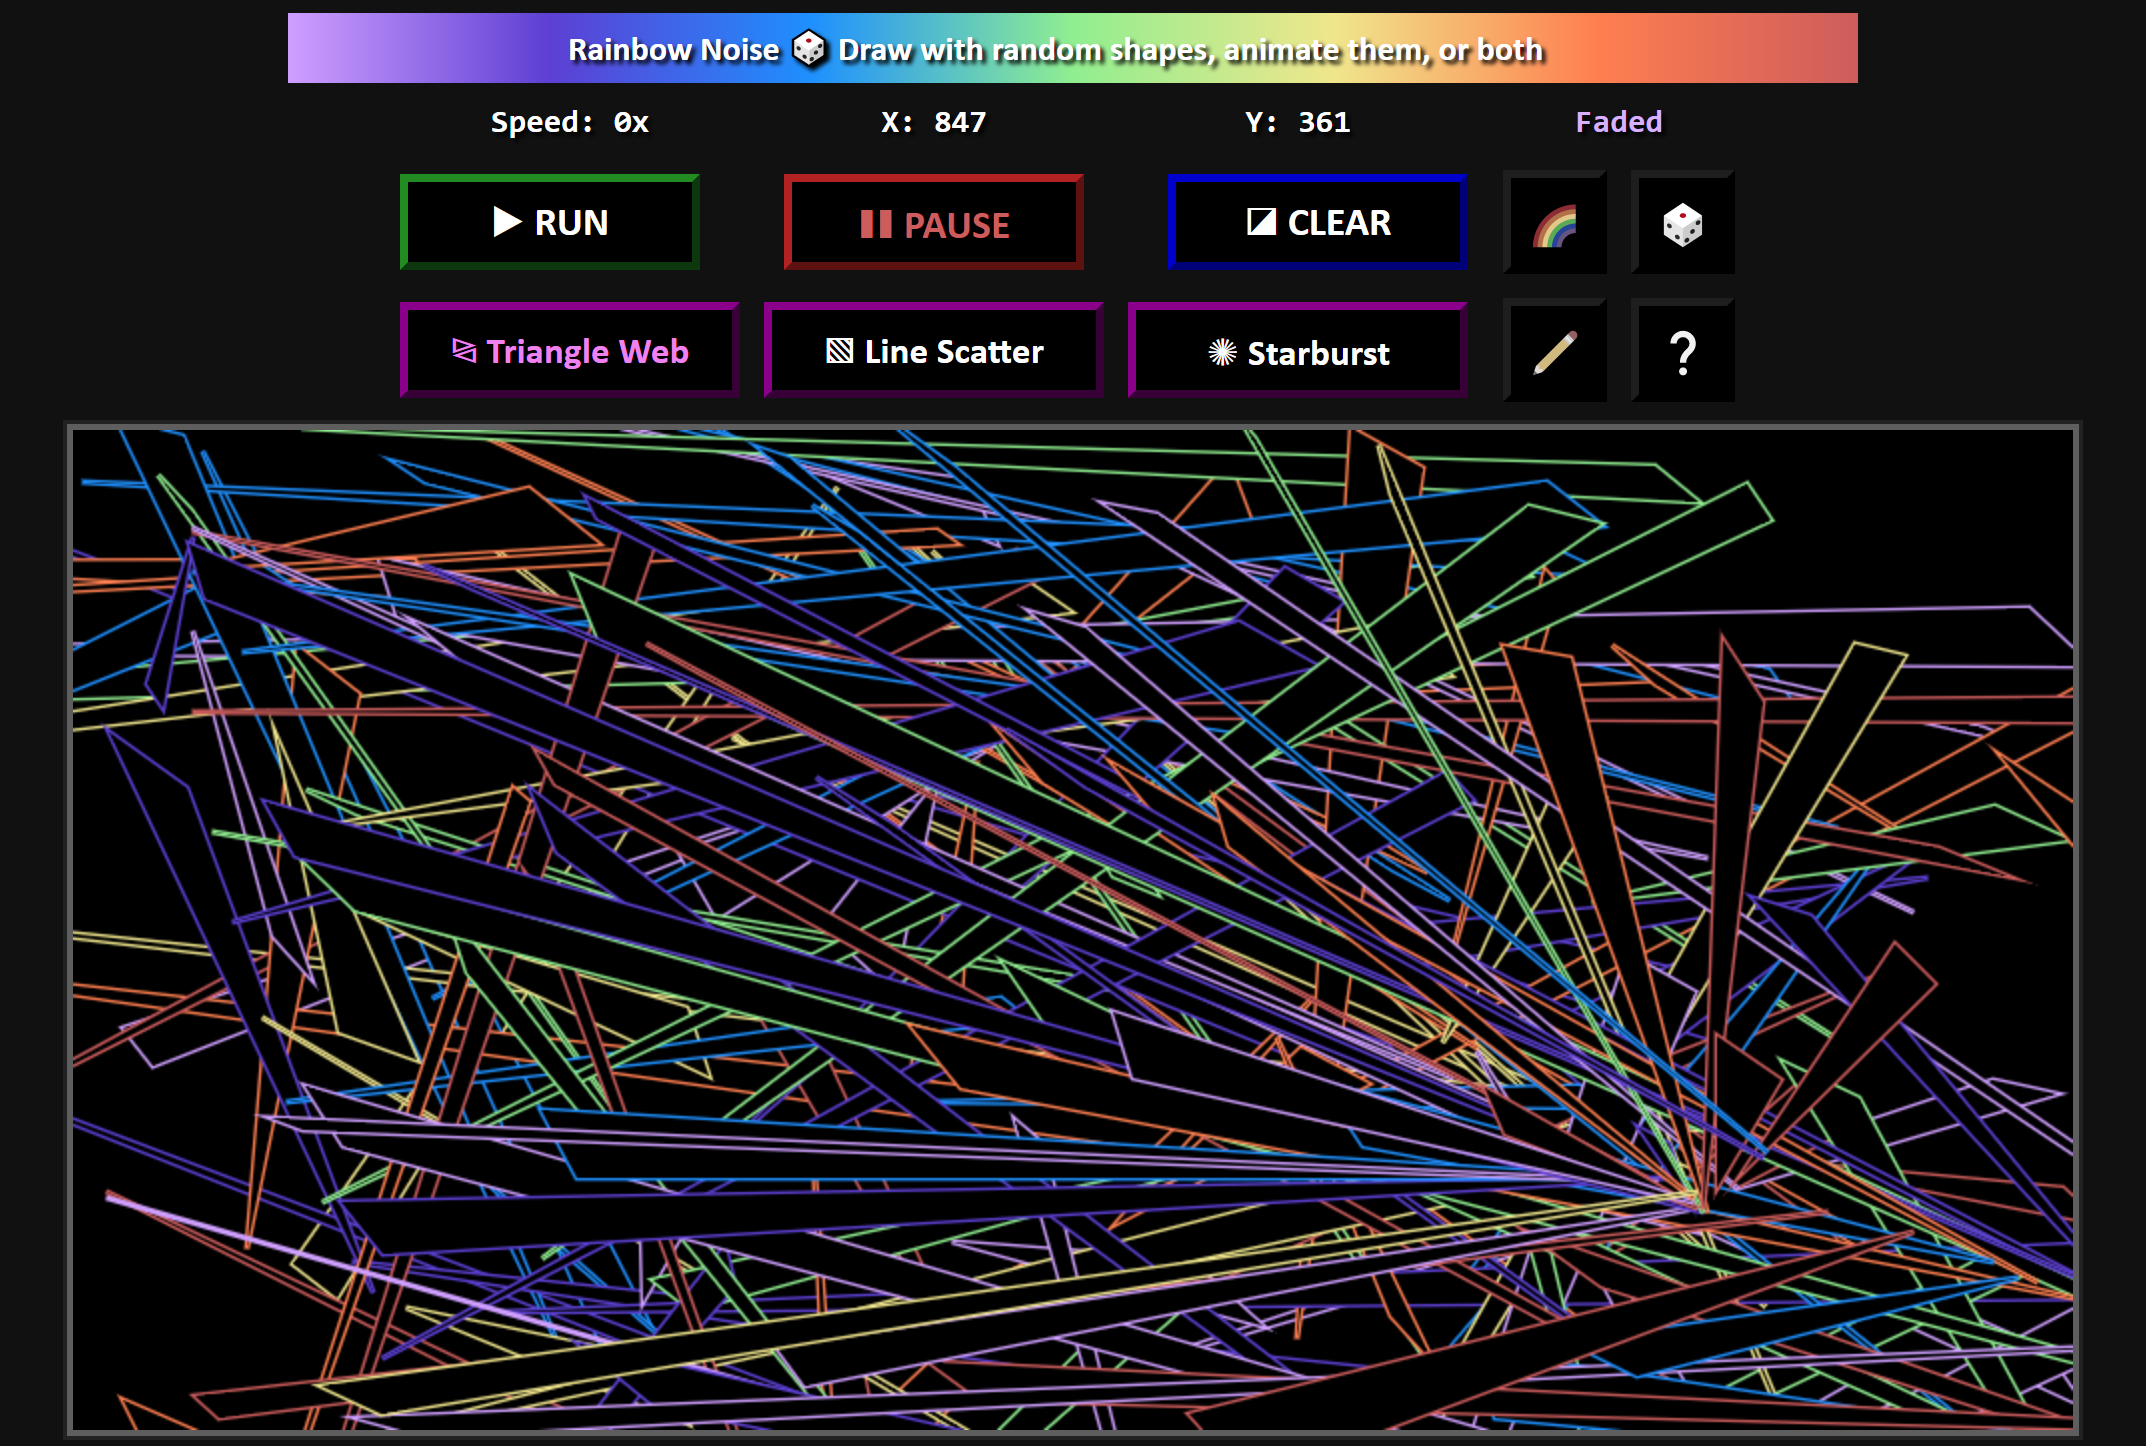 Rainbow Noise 🎲 Draw with random shapes, animate them, or both
Speed: 0x X: 847 Y: 361 Faded
▶ RUN ❚❚ PAUSE ◪ CLEAR
Triangle Web ▧ Line Scatter ✺ Starburst ?